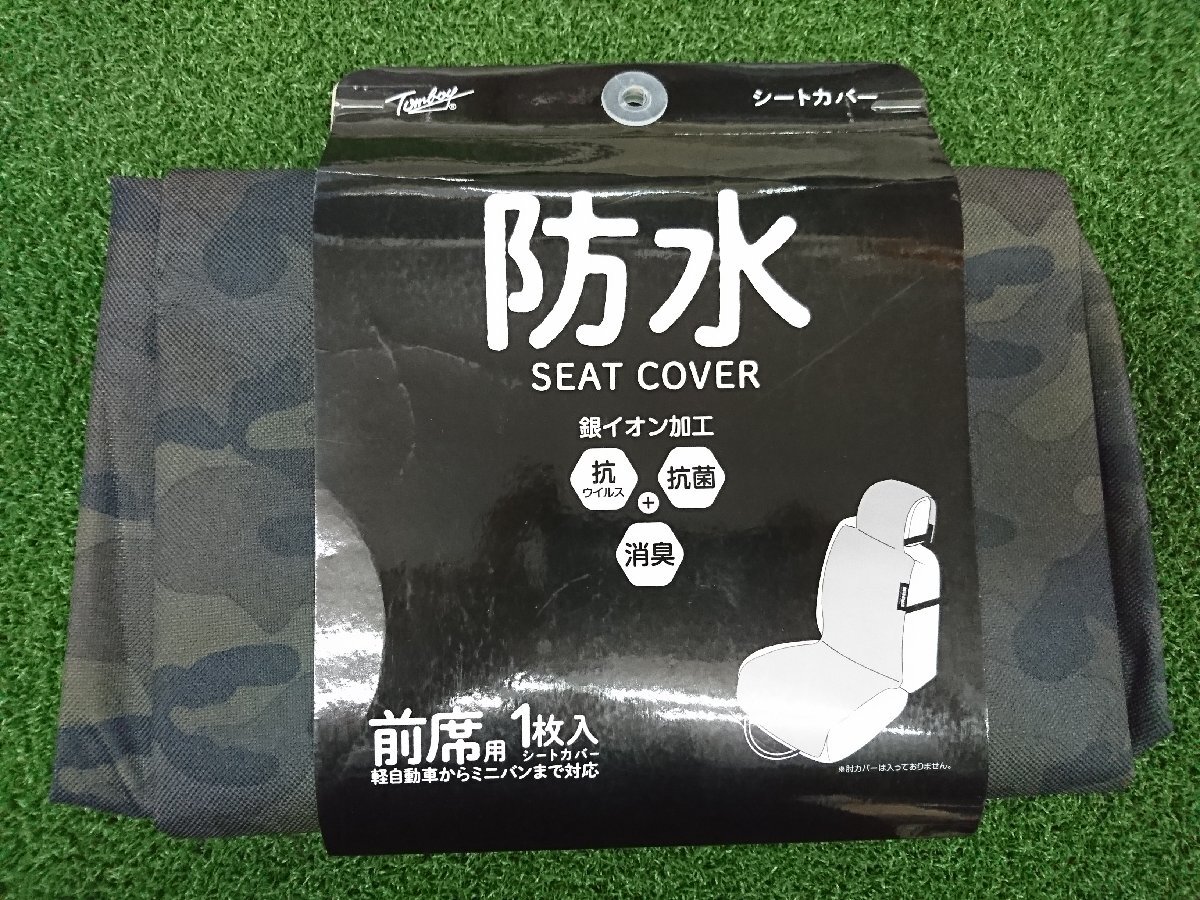 Tomboy®
シートカバー
防水
SEAT COVER
銀イオン加工
抗
ウイルス
抗菌
+
消臭
前席用 1枚入
シートカバー
軽自動車からミニバンまで対応
※肘カバーは入っておりません。